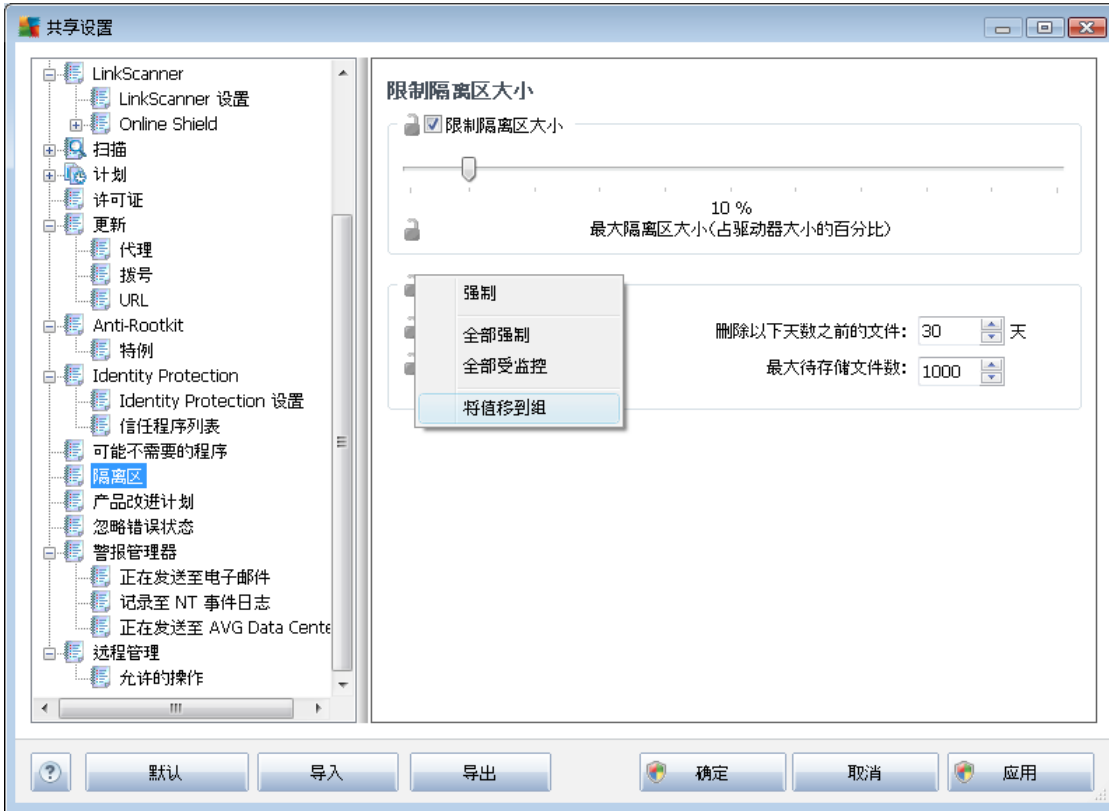 共享设置
LinkScanner
LinkScanner 设置
Online Shield
扫描
计划
许可证
更新
代理
拨号
URL
Anti-Rootkit
特例
Identity Protection
Identity Protection 设置
信任程序列表
可能不需要的程序
隔离区
产品改进计划
忽略错误状态
警报管理器
正在发送至电子邮件
记录至 NT 事件日志
正在发送至 AVG Data Cente
远程管理
允许的操作
限制隔离区大小
限制隔离区大小
10 %
最大隔离区大小(占驱动器大小的百分比)
强制
全部强制
全部受监控
将值移到组
删除以下天数之前的文件: 30 天
最大待存储文件数: 1000
? 默认 导入 导出 确定 取消 应用